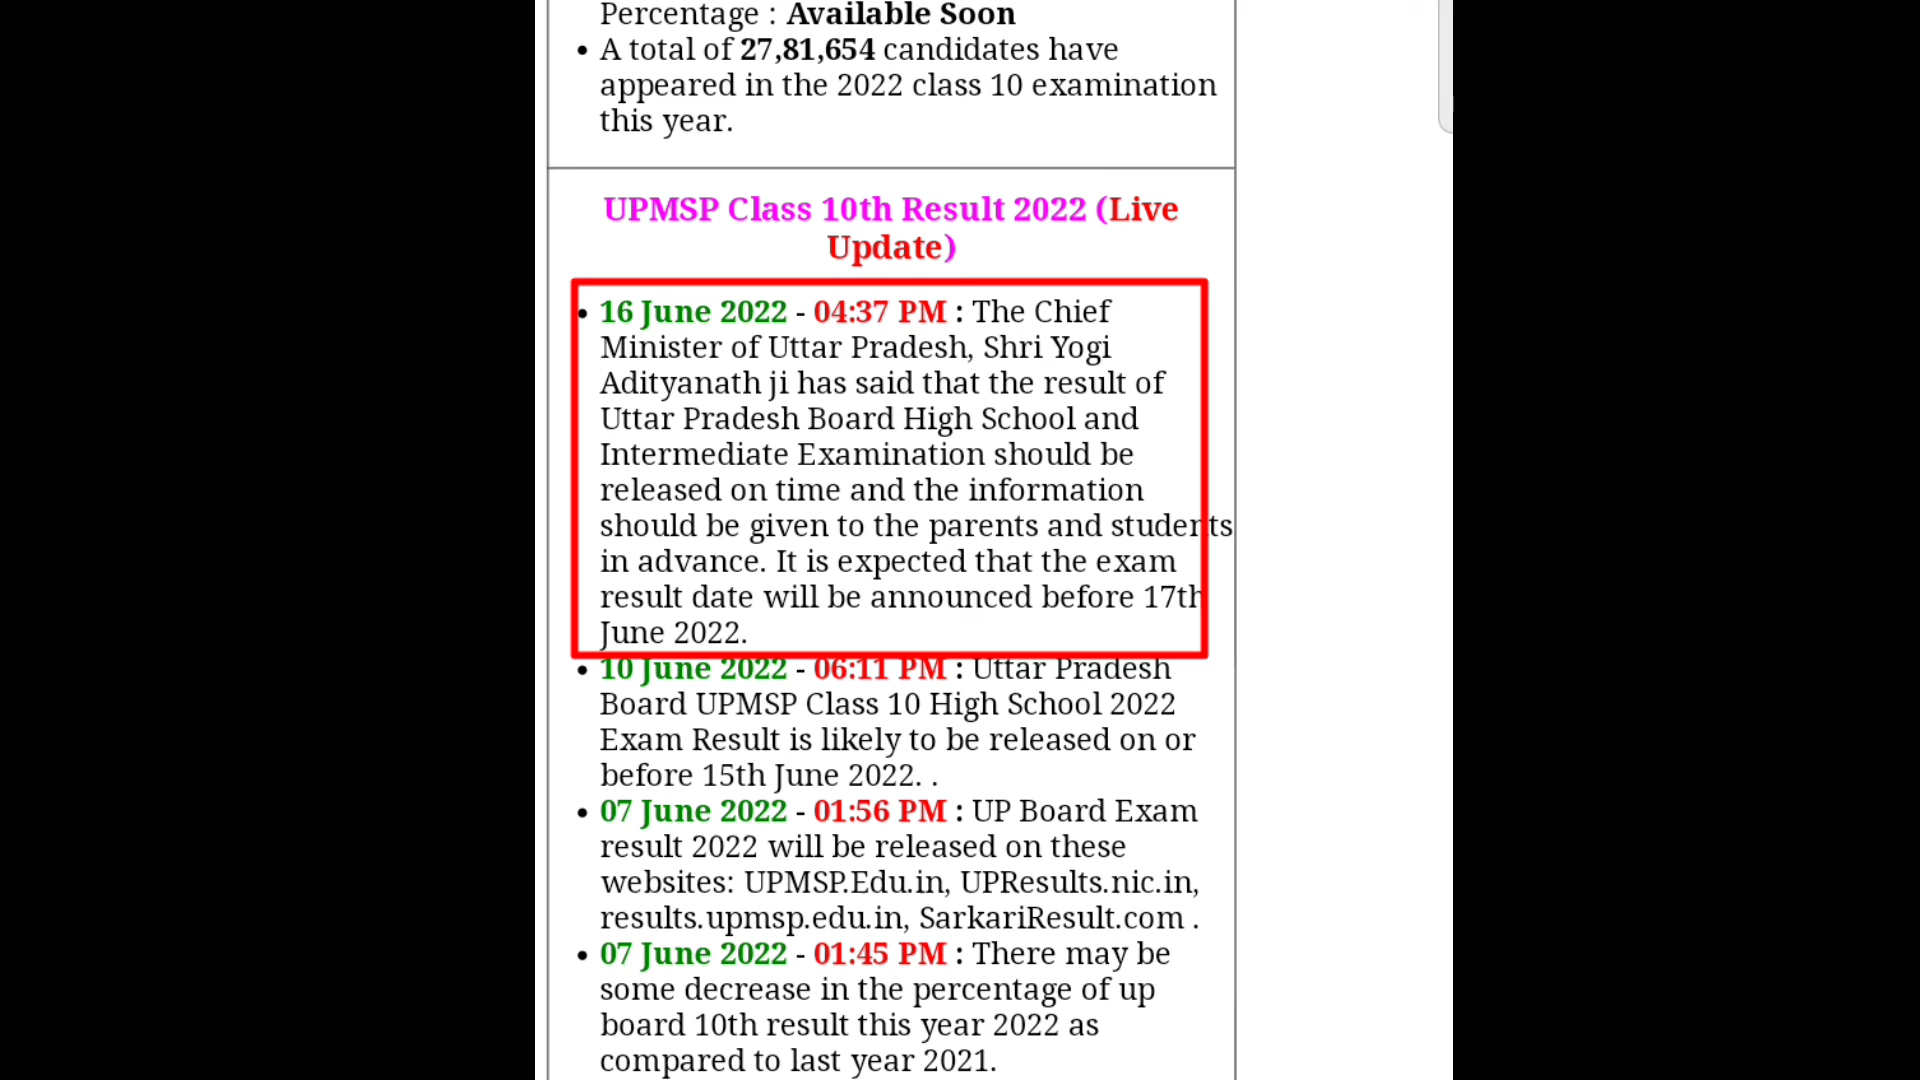 Percentage : Available Soon
• A total of 27,81,654 candidates have
appeared in the 2022 class 10 examination
this year.
UPMSP Class 10th Result 2022 (Live
Update)
• 16 June 2022 - 04:37 PM : The Chief
Minister of Uttar Pradesh, Shri Yogi
Adityanath ji has said that the result of
Uttar Pradesh Board High School and
Intermediate Examination should be
released on time and the information
should be given to the parents and students
in advance. It is expected that the exam
result date will be announced before 17th
June 2022.
• 10 June 2022 - 06:11 PM : Uttar Pradesh
Board UPMSP Class 10 High School 2022
Exam Result is likely to be released on or
before 15th June 2022. .
• 07 June 2022 - 01:56 PM : UP Board Exam
result 2022 will be released on these
websites: UPMSP.Edu.in, UPResults.nic.in,
results.upmsp.edu.in, SarkariResult.com .
• 07 June 2022 - 01:45 PM : There may be
some decrease in the percentage of up
board 10th result this year 2022 as
compared to last year 2021.